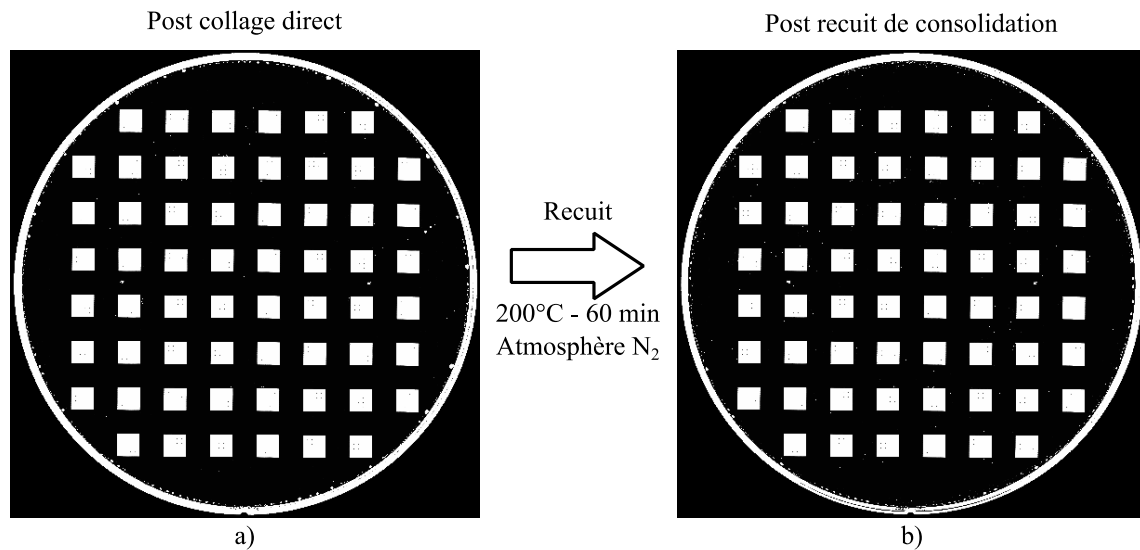 Post collage direct
Post recuit de consolidation
Recuit
200°C - 60 min
Atmosphère N₂
a)
b)